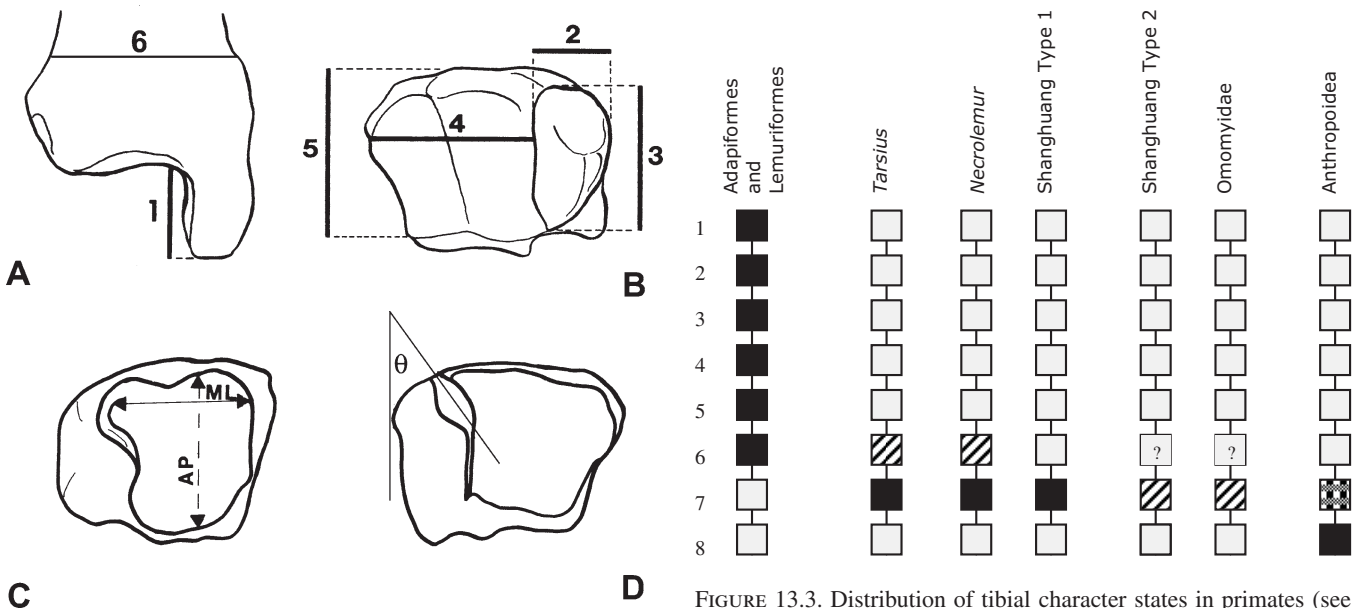 6
1
A
2
5
4
3
B
ML
AP
C
θ
D
Adapiformes
and
Lemuriformes
Tarsius
Necrolemur
Shanghuang Type 1
Shanghuang Type 2
Omomyidae
Anthropoidea
1
2
3
4
5
6
? ?
7
8
FIGURE 13.3. Distribution of tibial character states in primates (see